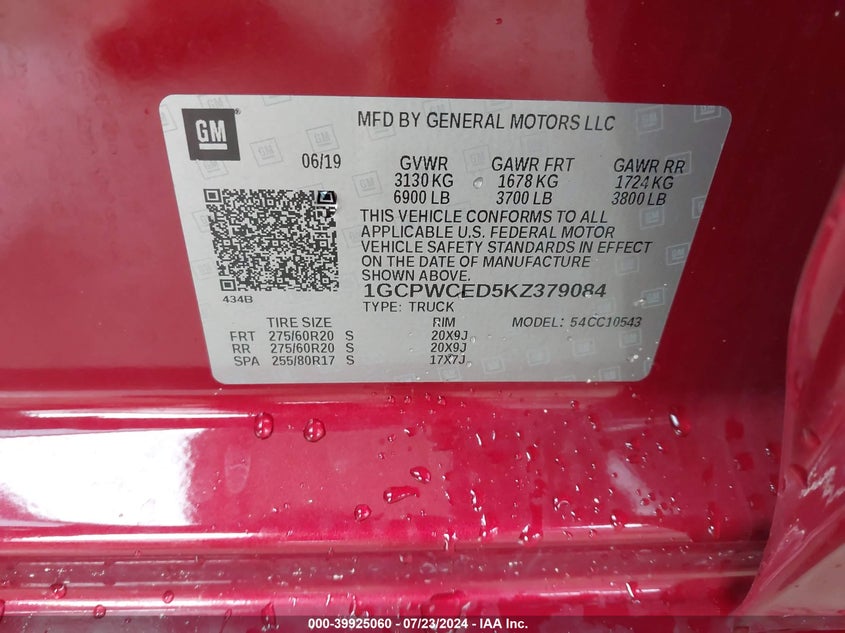 GM
MFD BY GENERAL MOTORS LLC
06/19 GVWR GAWR FRT GAWR RR
3130 KG 1678 KG 1724 KG
6900 LB 3700 LB 3800 LB
THIS VEHICLE CONFORMS TO ALL
APPLICABLE U.S. FEDERAL MOTOR
VEHICLE SAFETY STANDARDS IN EFFECT
ON THE DATE OF MANUFACTURE
SHOWN ABOVE.
434B
1GCPWCED5KZ379084
TYPE: TRUCK
TIRE SIZE RIM MODEL: 54CC10543
FRT 275/60R20 S 20X9J
RR 275/60R20 S 20X9J
SPA 255/80R17 S 17X7J
000-39925060 - 07/23/2024 - IAAI.com